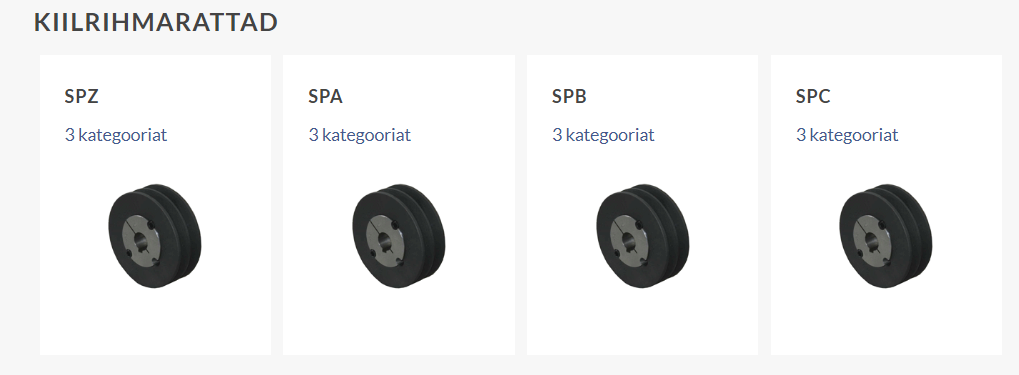 KIILRIHMARATTAD
SPZ
3 kategooriat
SPA
3 kategooriat
SPB
3 kategooriat
SPC
3 kategooriat